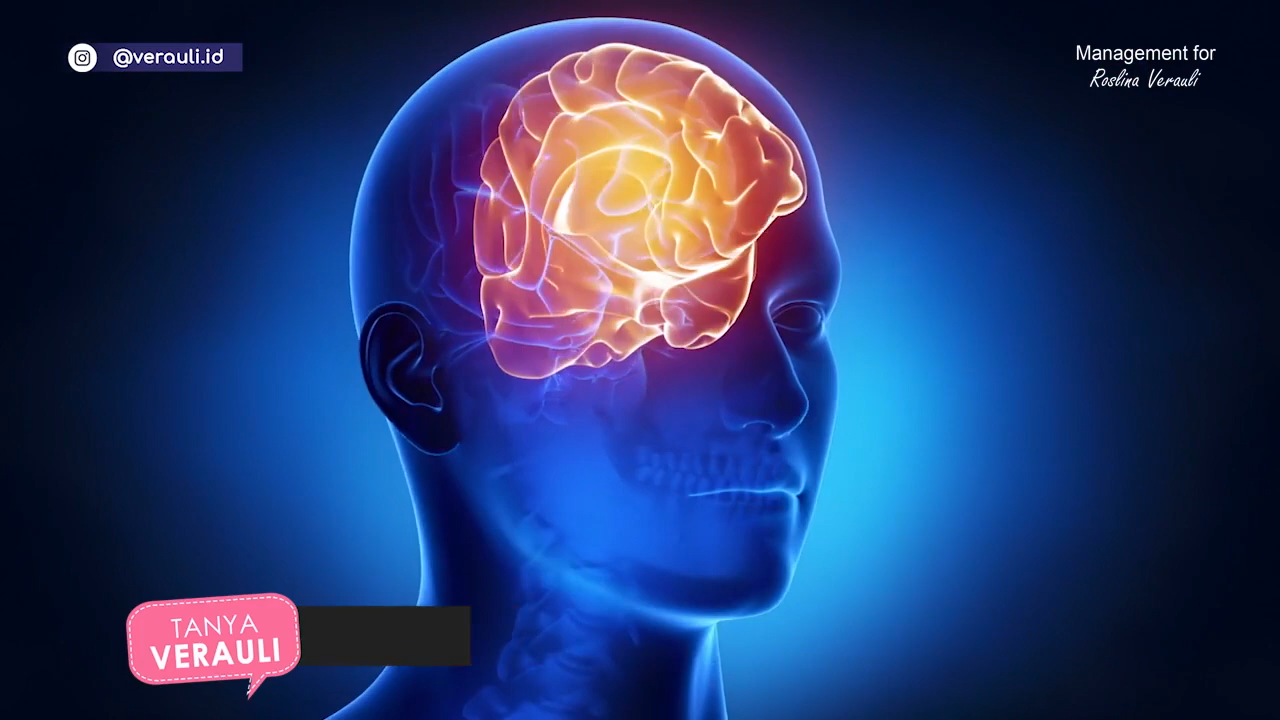 @verauli.id
Management for
Roslina Verauli
TANYA
VERAULI